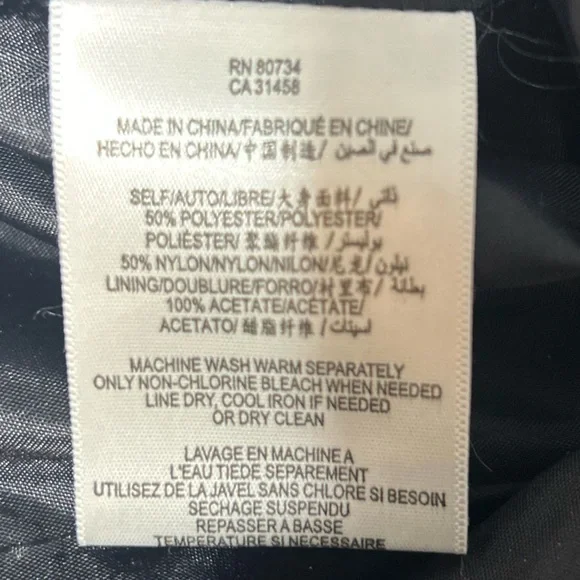 RN 80734
CA 31458
MADE IN CHINA/FABRIQUÉ EN CHINE/
HECHO EN CHINA/中国制造/ صنع في الصين
SELF/AUTO/LIBRE/大身面料/ ذاتي
50% POLYESTER/POLYESTER/
POLIÉSTER/ 聚酯纤维 / بوليستر
50% NYLON/NYLON/NILON/尼龙/ نيلون
LINING/DOUBLURE/FORRO/衬里布/ بطانة
100% ACETATE/ACÉTATE/
ACETATO/ 醋脂纤维 / اسيتات
MACHINE WASH WARM SEPARATELY
ONLY NON-CHLORINE BLEACH WHEN NEEDED
LINE DRY, COOL IRON IF NEEDED
OR DRY CLEAN
LAVAGE EN MACHINE A
L'EAU TIEDE SEPAREMENT
UTILISEZ DE LA JAVEL SANS CHLORE SI BESOIN
SECHAGE SUSPENDU
REPASSER A BASSE
TEMPERATURE SI NECESSAIRE